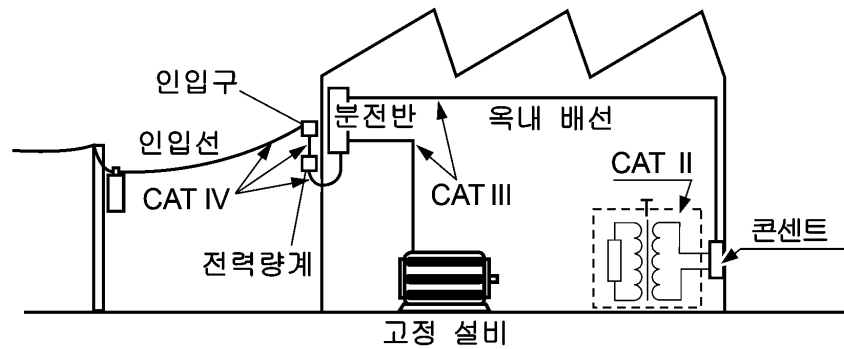 인입구
인입선
분전반
옥내 배선
CAT IV
CAT III
CAT II
T
콘센트
전력량계
고정 설비